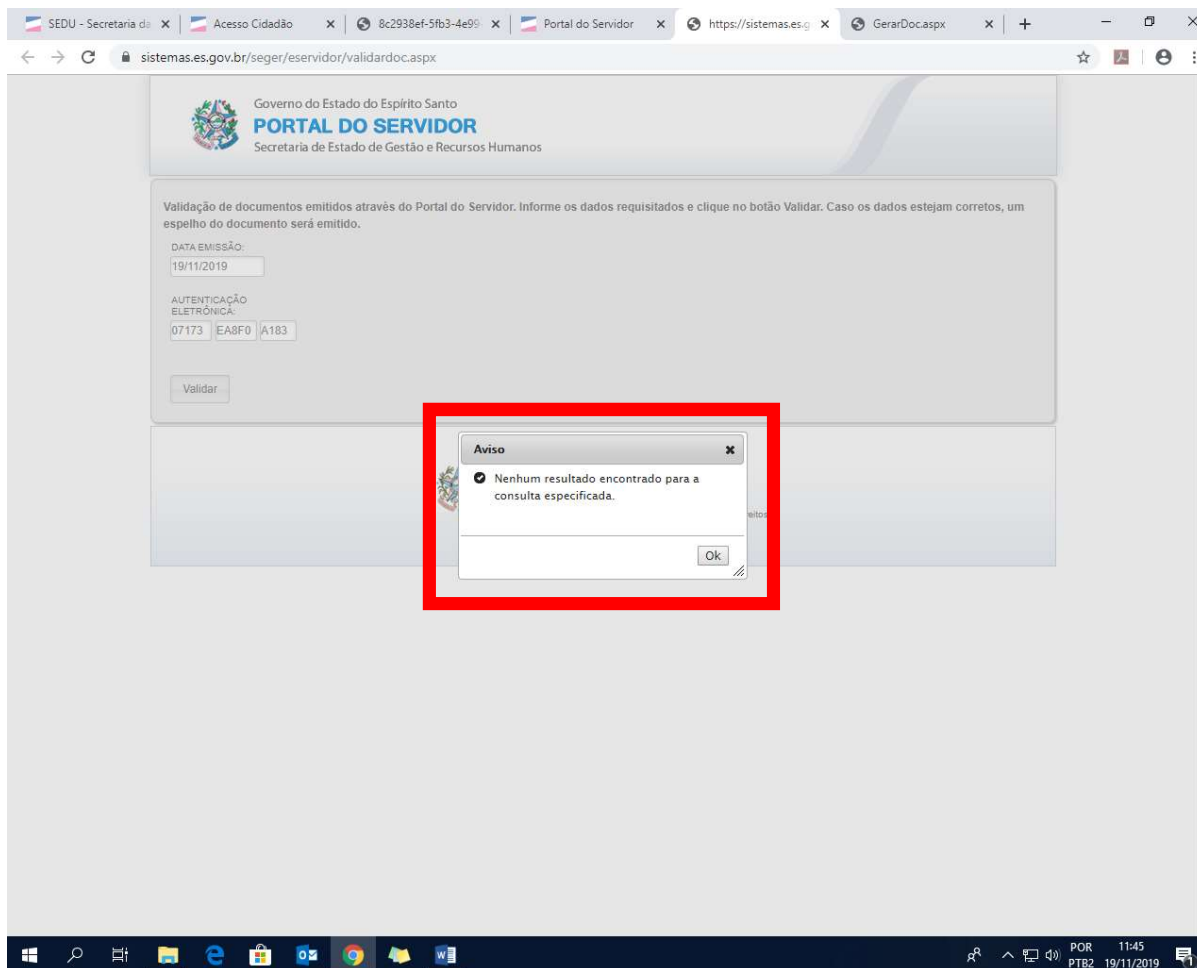 SEDU - Secretaria da
Acesso Cidadão
8c2938ef-5fb3-4e99-
Portal do Servidor
https://sistemas.es.g
GerarDoc.aspx
sistemas.es.gov.br/seger/eservidor/validardoc.aspx
Governo do Estado do Espírito Santo
PORTAL DO SERVIDOR
Secretaria de Estado de Gestão e Recursos Humanos
Validação de documentos emitidos através do Portal do Servidor. Informe os dados requisitados e clique no botão Validar. Caso os dados estejam corretos, um
espelho do documento será emitido.
DATA EMISSÃO:
19/11/2019
AUTENTICAÇÃO
ELETRÔNICA:
07173 EA8F0 A183
Validar
Aviso
Nenhum resultado encontrado para a
consulta especificada.
Ok
POR 11:45
PTB2 19/11/2019